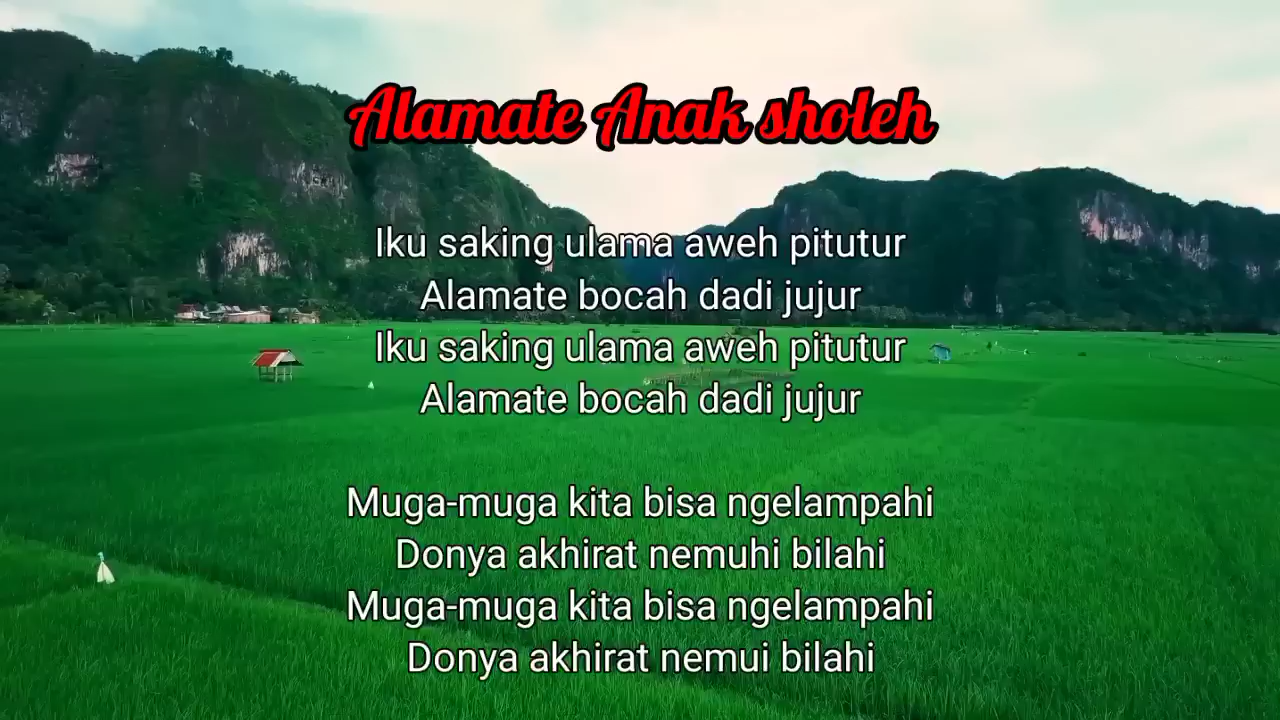 Alamate Anak sholeh
Iku saking ulama aweh pitutur
Alamate bocah dadi jujur
Iku saking ulama aweh pitutur
Alamate bocah dadi jujur
Muga-muga kita bisa ngelampahi
Donya akhirat nemuhi bilahi
Muga-muga kita bisa ngelampahi
Donya akhirat nemui bilahi